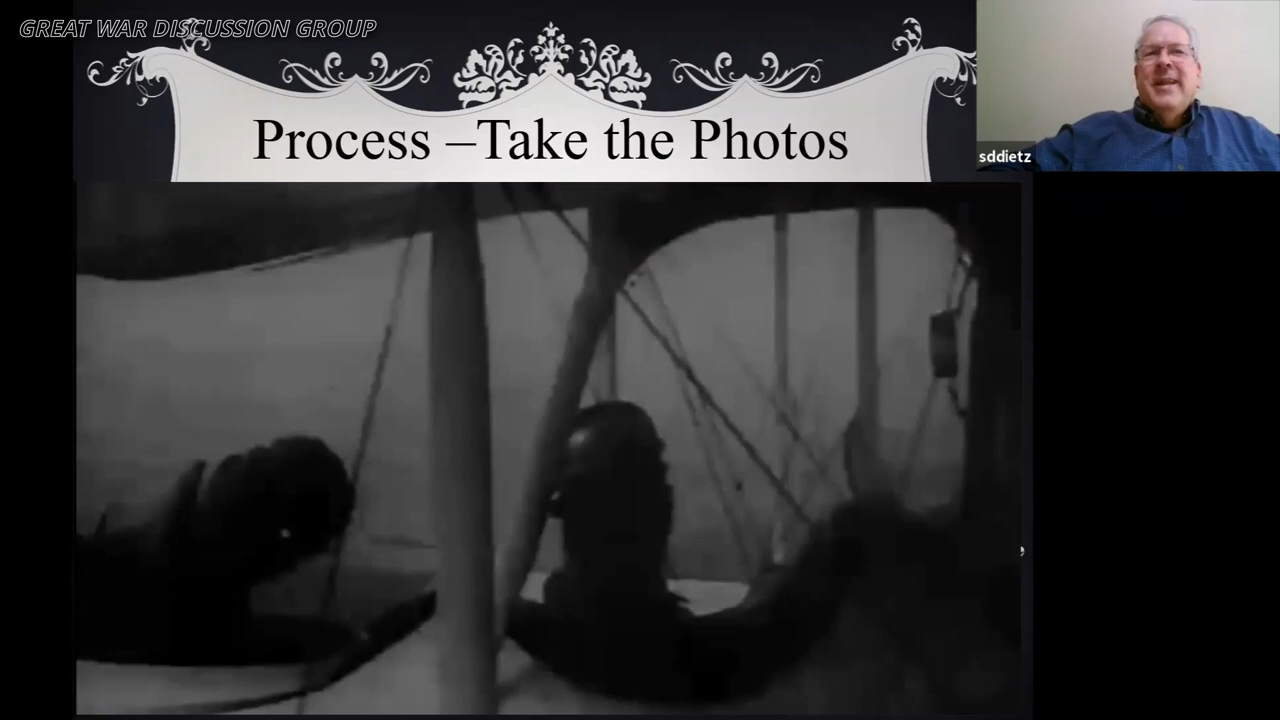 GREAT WAR DISCUSSION GROUP
Process –Take the Photos
sddietz
e